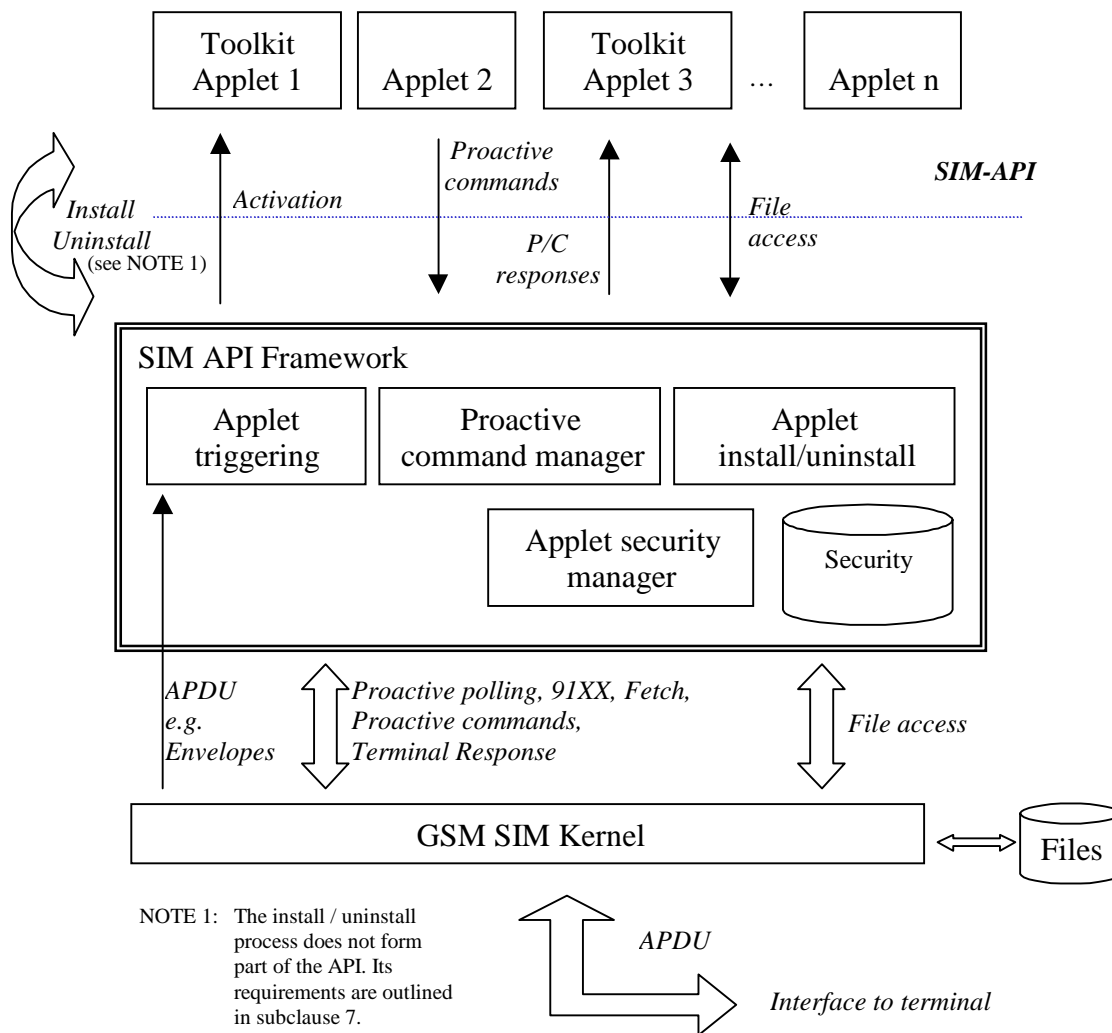 Toolkit
Applet 1
Applet 2
Toolkit
Applet 3
...
Applet n
Proactive
commands
SIM-API
Install
Uninstall
(see NOTE 1)
Activation
File
access
P/C
responses
SIM API Framework
Applet
triggering
Proactive
command manager
Applet
install/uninstall
Applet security
manager
Security
APDU
e.g.
Envelopes
Proactive polling, 91XX, Fetch,
Proactive commands,
Terminal Response
File access
GSM SIM Kernel
Files
NOTE 1: The install / uninstall
process does not form
part of the API. Its
requirements are outlined
in subclause 7.
APDU
Interface to terminal